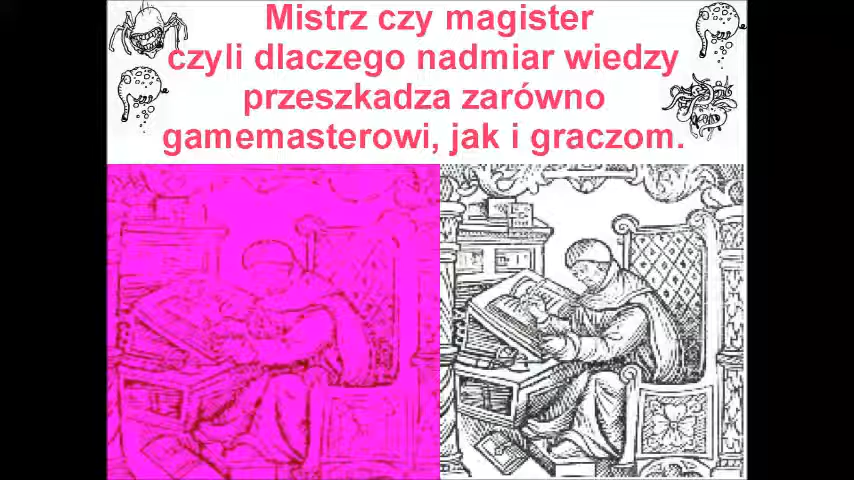 Mistrz czy magister
czyli dlaczego nadmiar wiedzy
przeszkadza zarówno
gamemasterowi, jak i graczom.